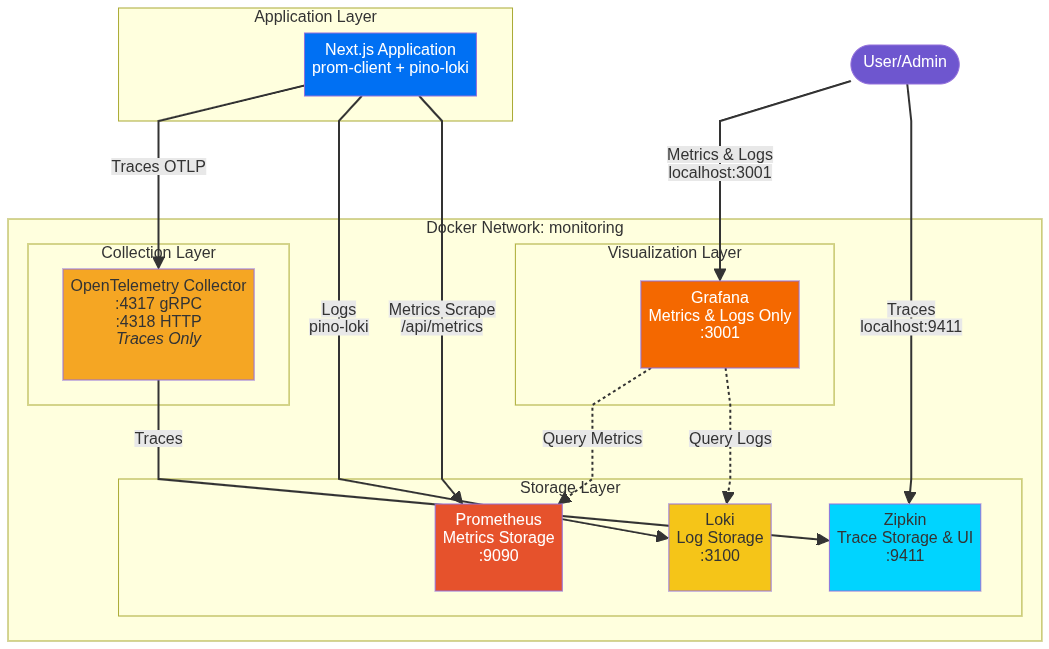 Application Layer
Next.js Application
prom-client + pino-loki
User/Admin
Traces OTLP
Metrics & Logs
localhost:3001
Docker Network: monitoring
Collection Layer
Visualization Layer
OpenTelemetry Collector
:4317 gRPC
:4318 HTTP
Traces Only
Logs
pino-loki
Metrics Scrape
/api/metrics
Grafana
Metrics & Logs Only
:3001
Traces
localhost:9411
Traces
Query Metrics
Query Logs
Storage Layer
Prometheus
Metrics Storage
:9090
Loki
Log Storage
:3100
Zipkin
Trace Storage & UI
:9411